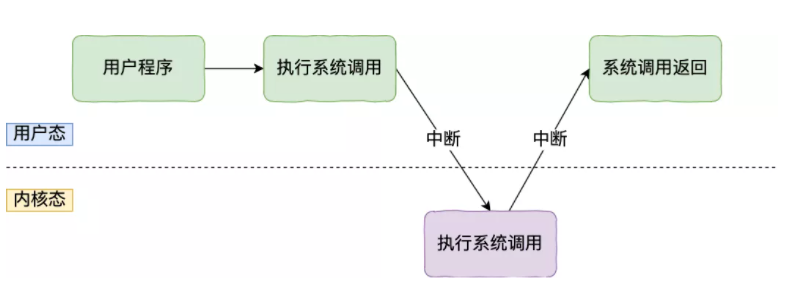 用户程序
执行系统调用
系统调用返回
用户态
中断
中断
内核态
执行系统调用